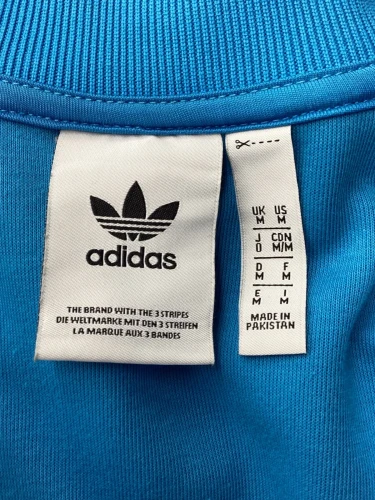 adidas
THE BRAND WITH THE 3 STRIPES
DIE WELTMARKE MIT DEN 3 STREIFEN
LA MARQUE AUX 3 BANDES
UK US
M M
J CDN
O M/M
D F
M M
E I
M M
MADE IN
PAKISTAN